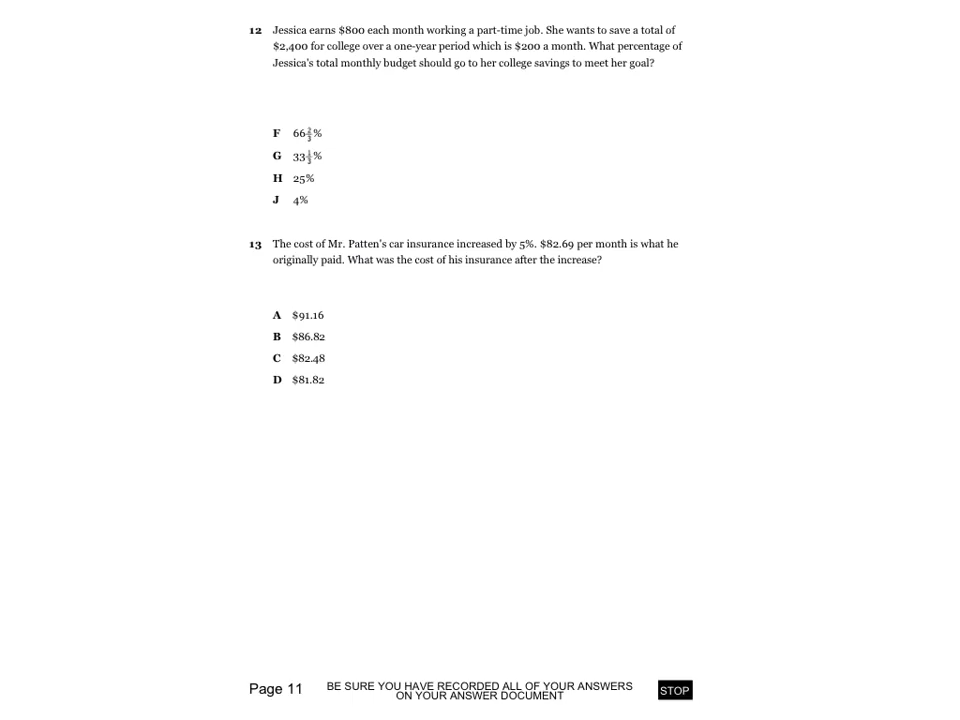 12 Jessica earns $800 each month working a part-time job. She wants to save a total of
$2,400 for college over a one-year period which is $200 a month. What percentage of
Jessica's total monthly budget should go to her college savings to meet her goal?
F 66⅔%
G 33⅓%
H 25%
J 4%
13 The cost of Mr. Patten's car insurance increased by 5%. $82.69 per month is what he
originally paid. What was the cost of his insurance after the increase?
A $91.16
B $86.82
C $82.48
D $81.82
Page 11 BE SURE YOU HAVE RECORDED ALL OF YOUR ANSWERS STOP
ON YOUR ANSWER DOCUMENT